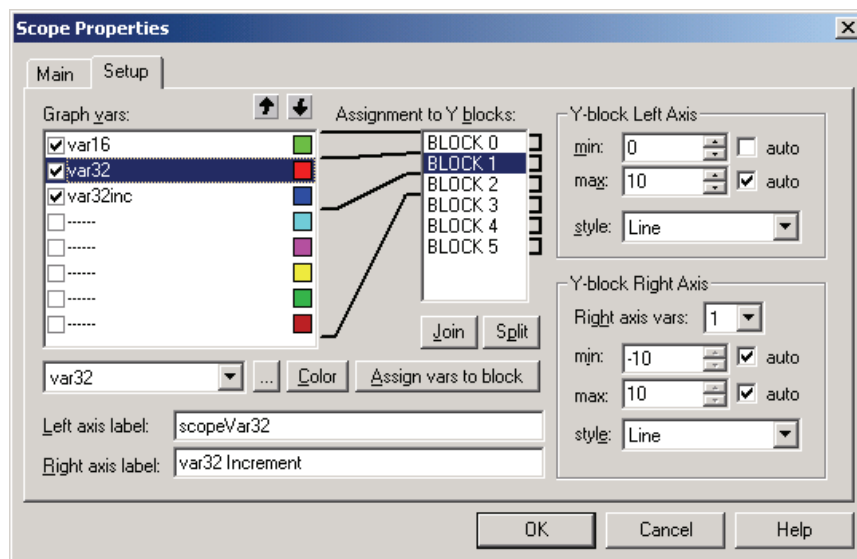 Scope Properties
Main Setup
Graph vars:
var16
var32
var32inc
------
------
------
------
------
var32
...
Color
Assign vars to block
Assignment to Y blocks:
BLOCK 0
BLOCK 1
BLOCK 2
BLOCK 3
BLOCK 4
BLOCK 5
Join Split
Left axis label: scopeVar32
Right axis label: var32 Increment
Y-block Left Axis
min: 0 auto
max: 10 auto
style: Line
Y-block Right Axis
Right axis vars: 1
min: -10 auto
max: 10 auto
style: Line
OK Cancel Help